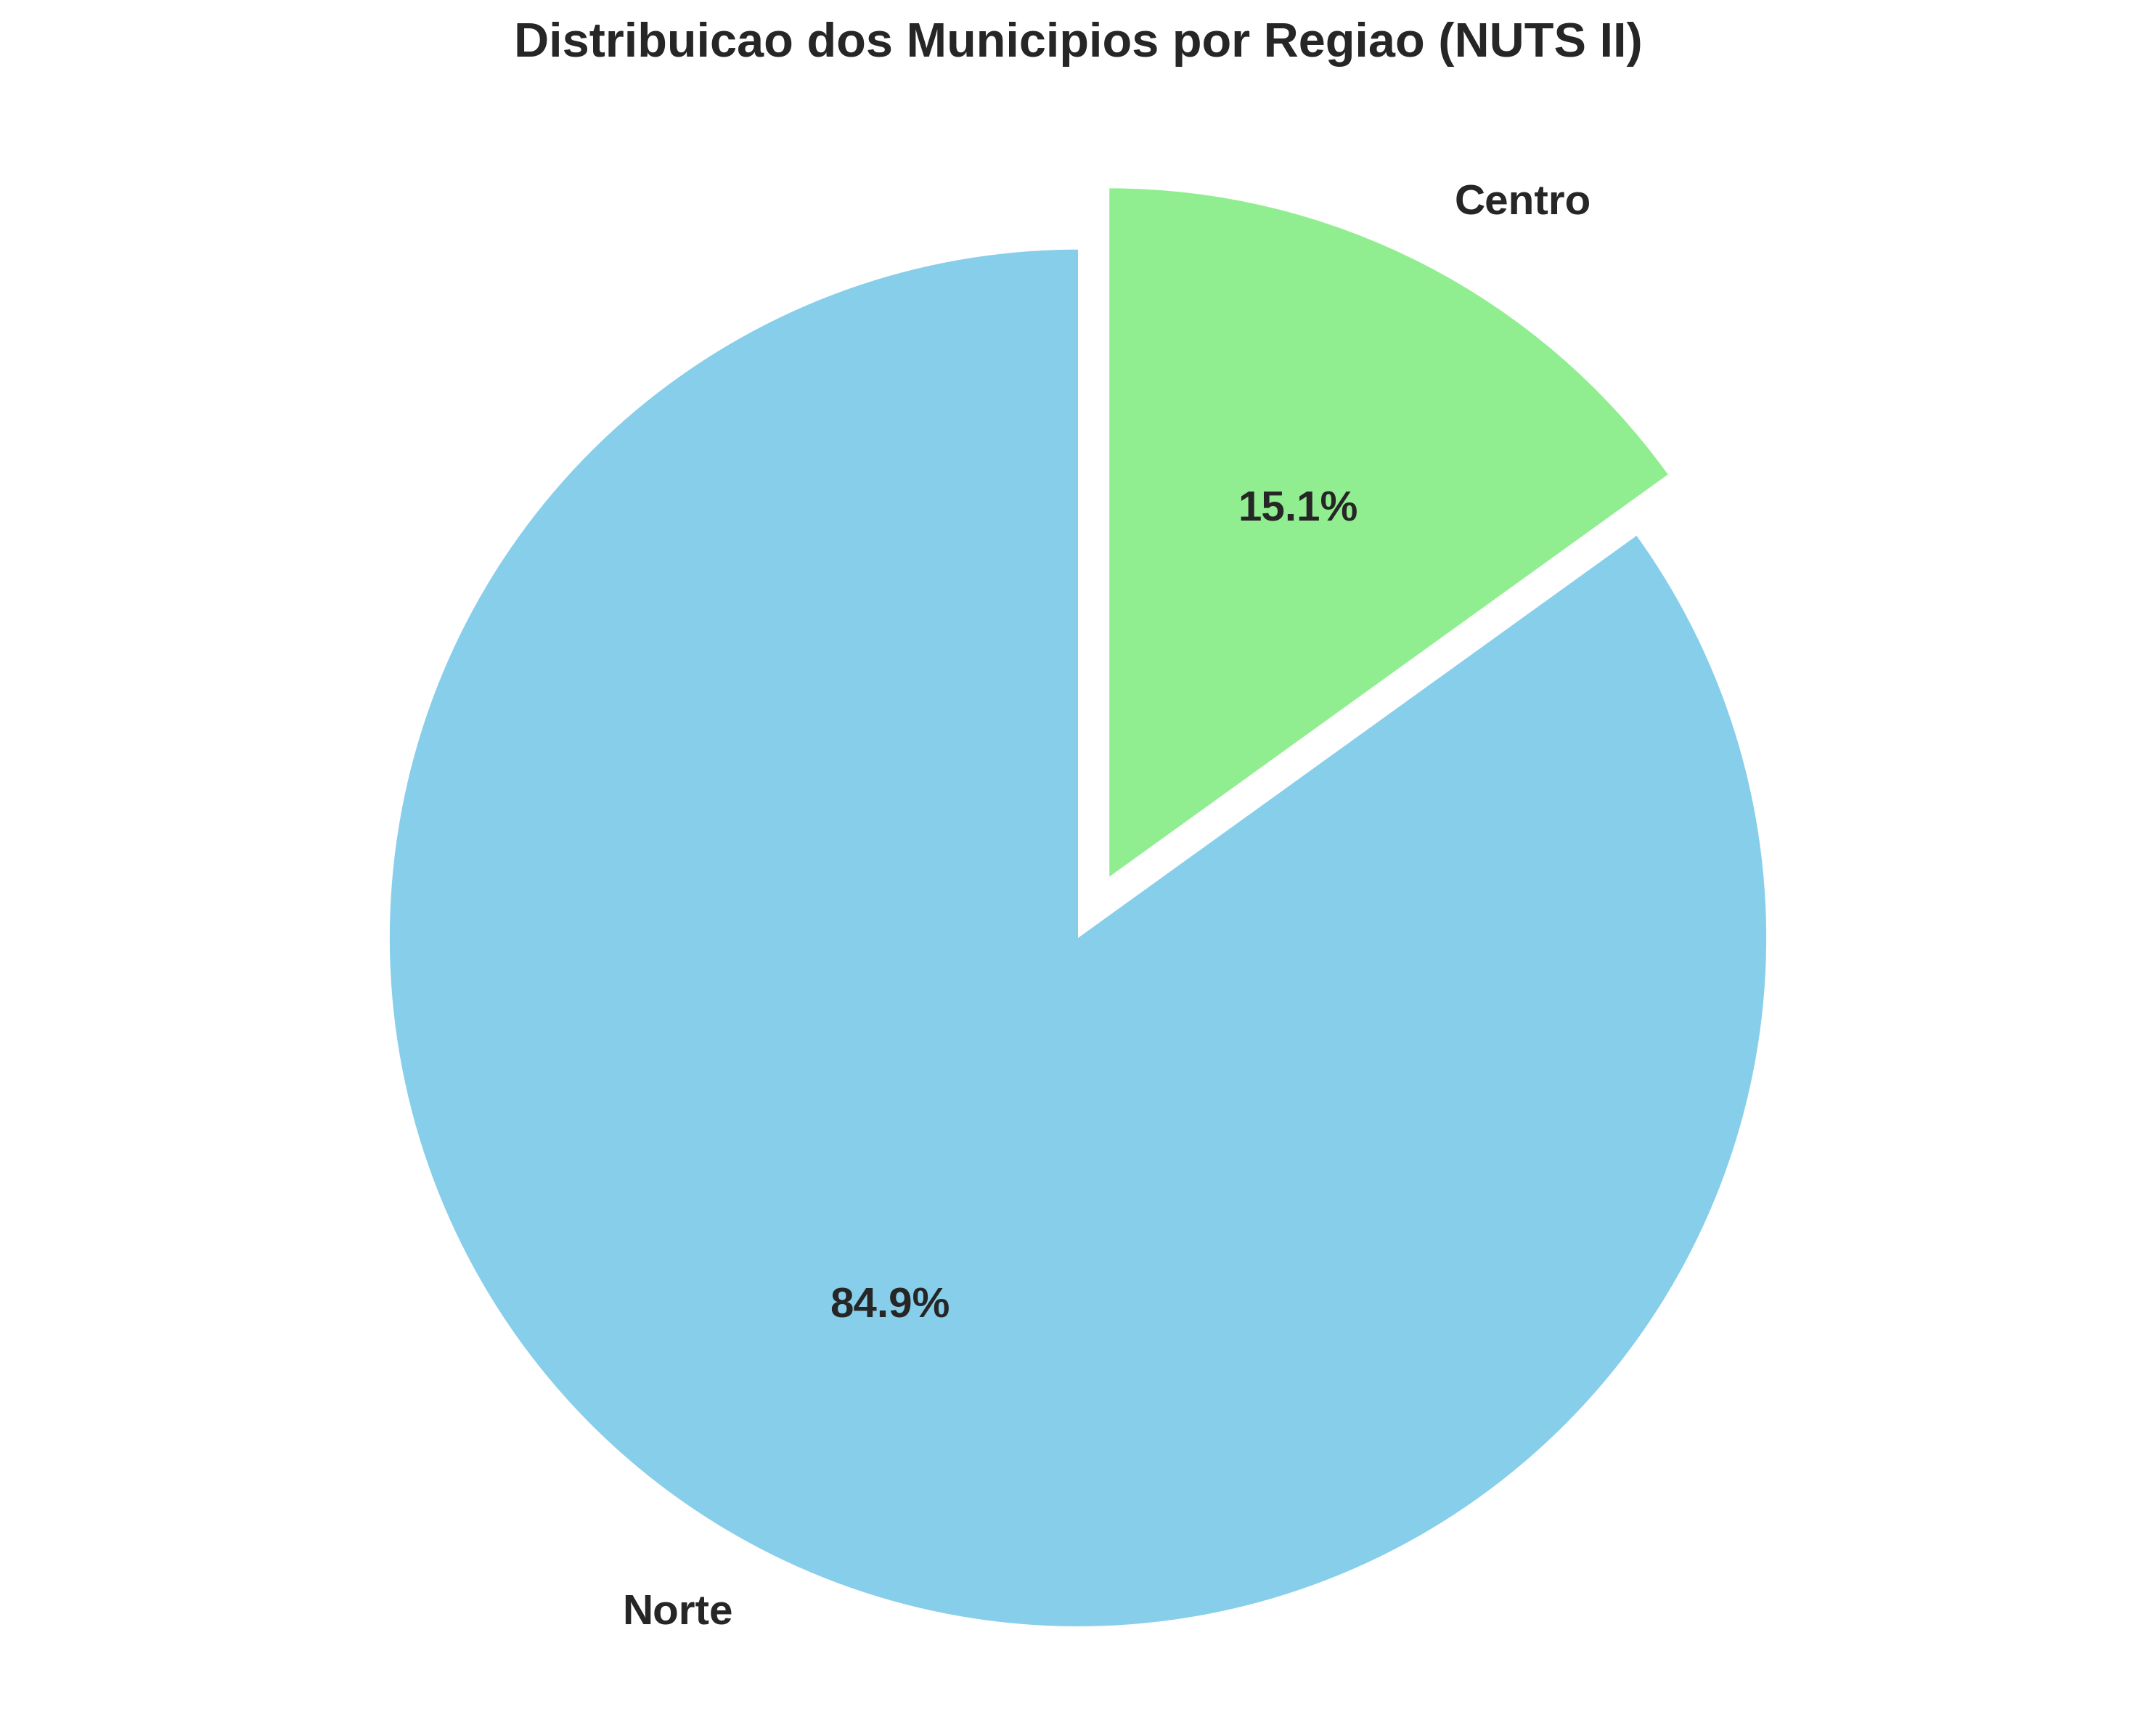 Distribuicao dos Municipios por Regiao (NUTS II)
Centro
15.1%
84.9%
Norte